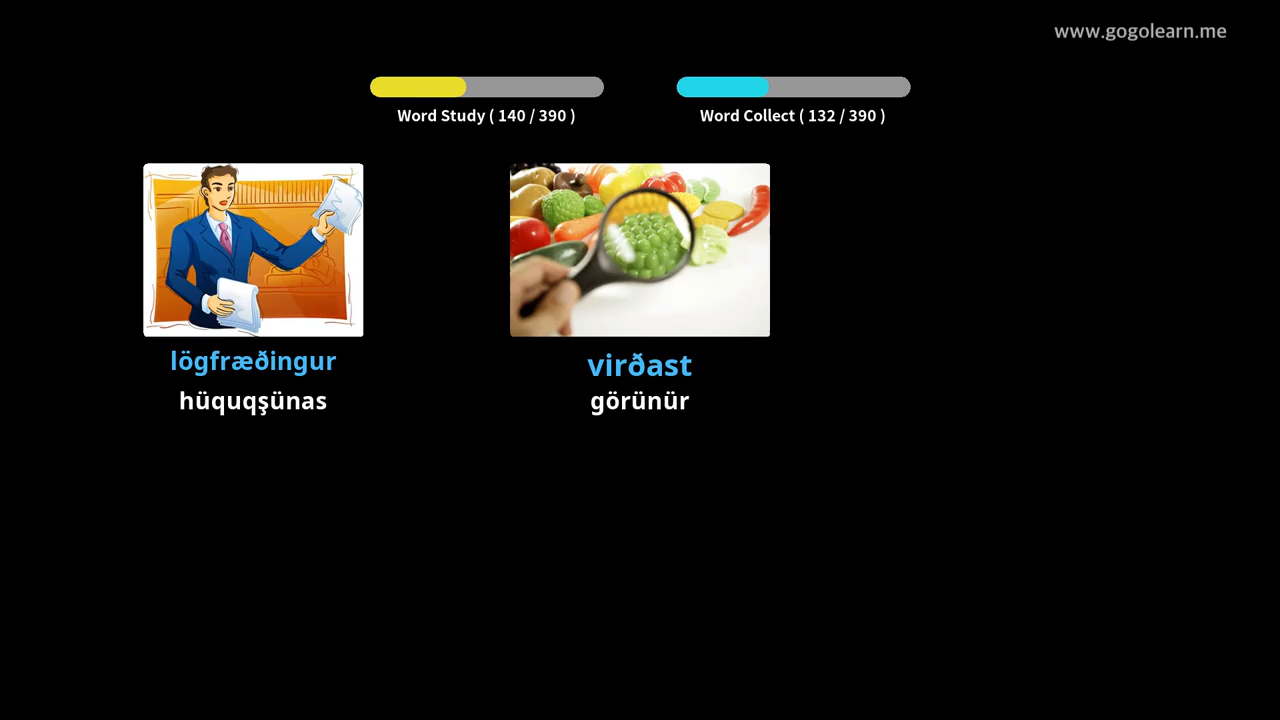 www.gogolearn.me
Word Study ( 140 / 390 )
Word Collect ( 132 / 390 )
lögfræðingur
hüquqşünas
virðast
görünür